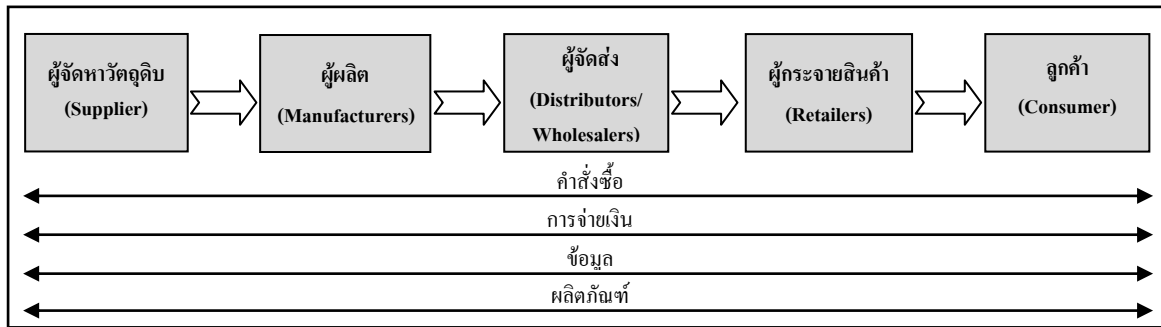 ผู้จัดหาวัตถุดิบ
(Supplier)
ผู้ผลิต
(Manufacturers)
ผู้จัดส่ง
(Distributors/
Wholesalers)
ผู้กระจายสินค้า
(Retailers)
ลูกค้า
(Consumer)
คำสั่งซื้อ
การจ่ายเงิน
ข้อมูล
ผลิตภัณฑ์